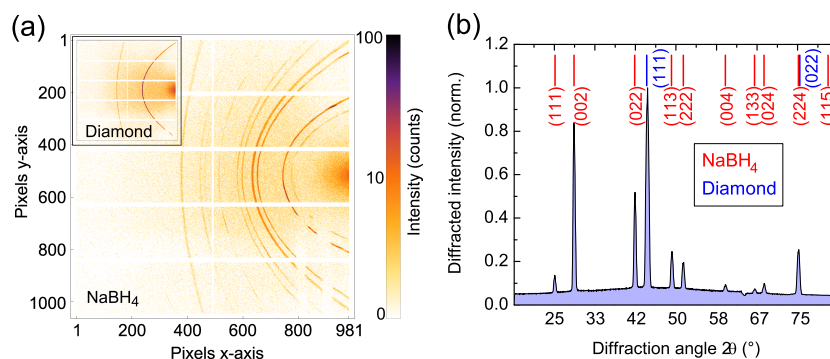 (a)
1
200
400
600
800
1000
Pixels y-axis
Diamond
NaBH4
1
200
400
600
800
981
Pixels x-axis
100
10
0
Intensity (counts)
(b)
1.2
1.0
0.8
0.6
0.4
0.2
0.0
Diffracted intensity (norm.)
(111)
(002)
(022)
(111)
(113)
(222)
(004)
(133)
(024)
(224)
(022)
(115)
NaBH4
Diamond
25 33 42 50 58 67 75
Diffraction angle 2θ (°)